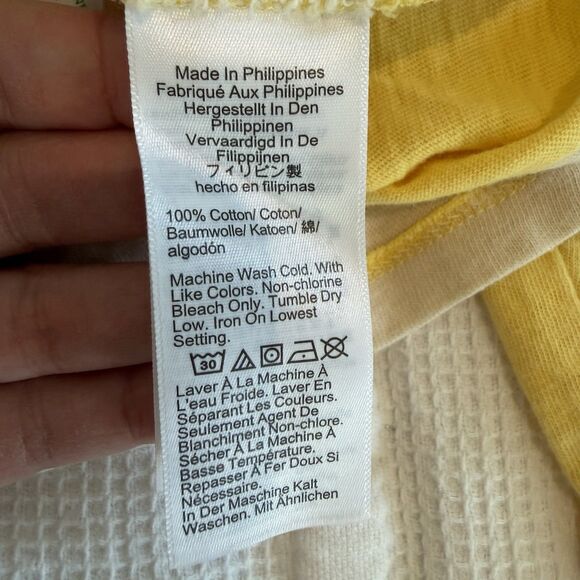 Made In Philippines
Fabriqué Aux Philippines
Hergestellt In Den
Philippinen
Vervaardigd In De
Filippijnen
フィリピン製
hecho en filipinas
100% Cotton/ Coton/
Baumwolle/ Katoen/ 綿/
algodón
Machine Wash Cold. With
Like Colors. Non-chlorine
Bleach Only. Tumble Dry
Low. Iron On Lowest
Setting.
30
Laver À La Machine À
L'eau Froide. Laver En
Séparant Les Couleurs.
Seulement Agent De
Blanchiment Non-chlore.
Sécher À La Machine À
Basse Température.
Repasser À Fer Doux Si
Nécessaire.
In Der Maschine Kalt
Waschen. Mit Ähnlichen